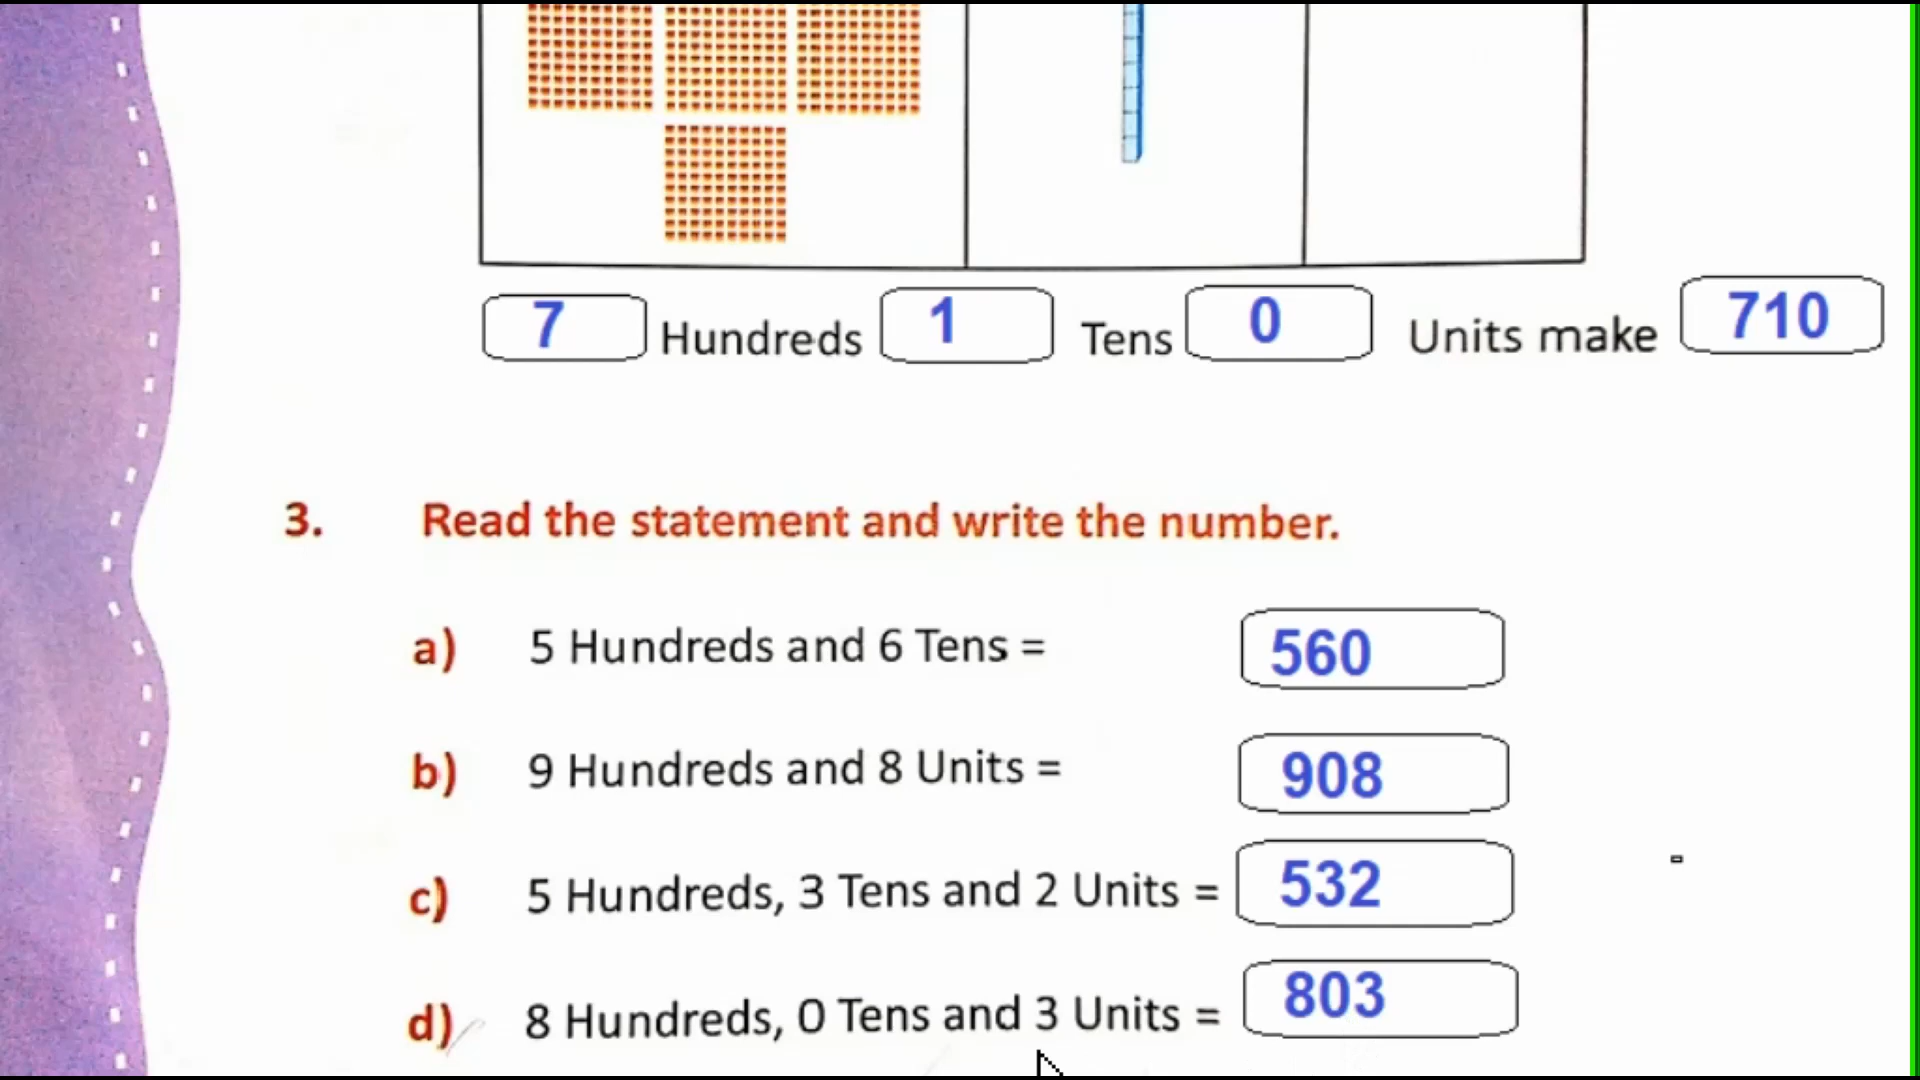 7 Hundreds 1 Tens 0 Units make 710
3. Read the statement and write the number.
a) 5 Hundreds and 6 Tens = 560
b) 9 Hundreds and 8 Units = 908
c) 5 Hundreds, 3 Tens and 2 Units = 532
d) 8 Hundreds, 0 Tens and 3 Units = 803